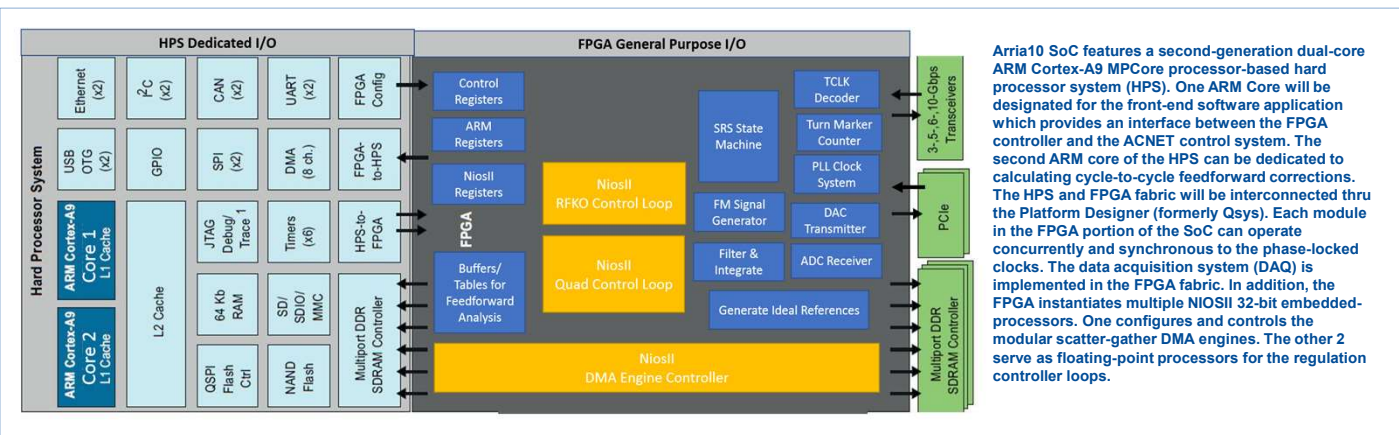 HPS Dedicated I/O
FPGA General Purpose I/O
Hard Processor System
Ethernet
(x2)
I²C
(x2)
CAN
(x2)
UART
(x2)
FPGA
Config
USB
OTG
(x2)
GPIO
SPI
(x2)
DMA
(8 ch.)
FPGA-
to-HPS
ARM Cortex-A9
Core 1
L1 Cache
ARM Cortex-A9
Core 2
L1 Cache
L2 Cache
JTAG
Debug/
Trace 1
Timers
(x6)
HPS-to-
FPGA
64 Kb
RAM
SD/
SDIO/
MMC
QSPI
Flash
Ctrl
NAND
Flash
Multiport DDR
SDRAM Controller
FPGA
Control
Registers
ARM
Registers
NiosII
Registers
Buffers/
Tables for
Feedforward
Analysis
NiosII
RFKO Control Loop
NiosII
Quad Control Loop
SRS State
Machine
FM Signal
Generator
Filter &
Integrate
TCLK
Decoder
Turn Marker
Counter
PLL Clock
System
DAC
Transmitter
ADC Receiver
Generate Ideal References
NiosII
DMA Engine Controller
3-,5-,6-,10-Gbps
Transceivers
PCIe
Multiport DDR
SDRAM Controller
Arria10 SoC features a second-generation dual-core
ARM Cortex-A9 MPCore processor-based hard
processor system (HPS). One ARM Core will be
designated for the front-end software application
which provides an interface between the FPGA
controller and the ACNET control system. The
second ARM core of the HPS can be dedicated to
calculating cycle-to-cycle feedforward corrections.
The HPS and FPGA fabric will be interconnected thru
the Platform Designer (formerly Qsys). Each module
in the FPGA portion of the SoC can operate
concurrently and synchronous to the phase-locked
clocks. The data acquisition system (DAQ) is
implemented in the FPGA fabric. In addition, the
FPGA instantiates multiple NIOSII 32-bit embedded-
processors. One configures and controls the
modular scatter-gather DMA engines. The other 2
serve as floating-point processors for the regulation
controller loops.